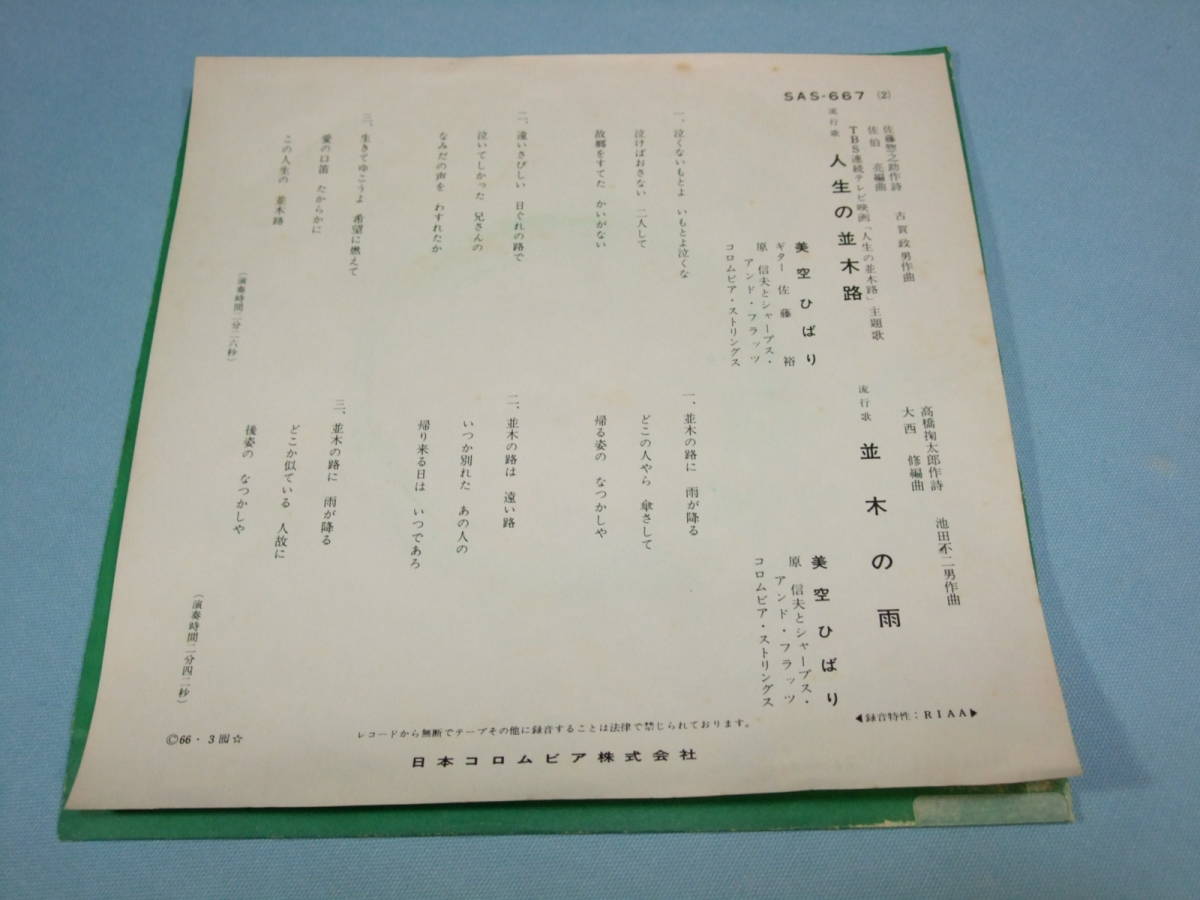 SAS-667 (2)
佐藤惣之助作詩 古賀政男作曲
佐伯 亮編曲
TBS連続テレビ映画「人生の並木路」主題歌
流行歌 人生の並木路
美空ひばり
ギター 佐藤 裕
原 信夫とシャープス・
アンド・フラッツ
コロムビア・ストリングス
一、泣くないもとよ いもとよ泣くな
泣けばおさない 二人して
故郷をすてた かいがない
二、遠いさびしい 日ぐれの路で
泣いてしかった 兄さんの
なみだの声を わすれたか
三、生きてゆこうよ 希望に燃えて
愛の口笛 たからかに
この人生の 並木路
(演奏時間二分二八秒)
高橋掬太郎作詩 池田不二男作曲
大西 修編曲
流行歌 並木の雨
美空ひばり
原 信夫とシャープス・
アンド・フラッツ
コロムビア・ストリングス
一、並木の路に 雨が降る
どこの人やら 傘さして
帰る姿の なつかしや
二、並木の路は 遠い路
いつか別れた あの人の
帰り来る日は いつであろ
三、並木の路に 雨が降る
どこか似ている 人故に
後姿の なつかしや
(演奏時間二分四二秒)
◀録音特性:RIAA▶
レコードから無断でテープその他に録音することは法律で禁じられております。
日本コロムビア株式会社
©66・3 ☆